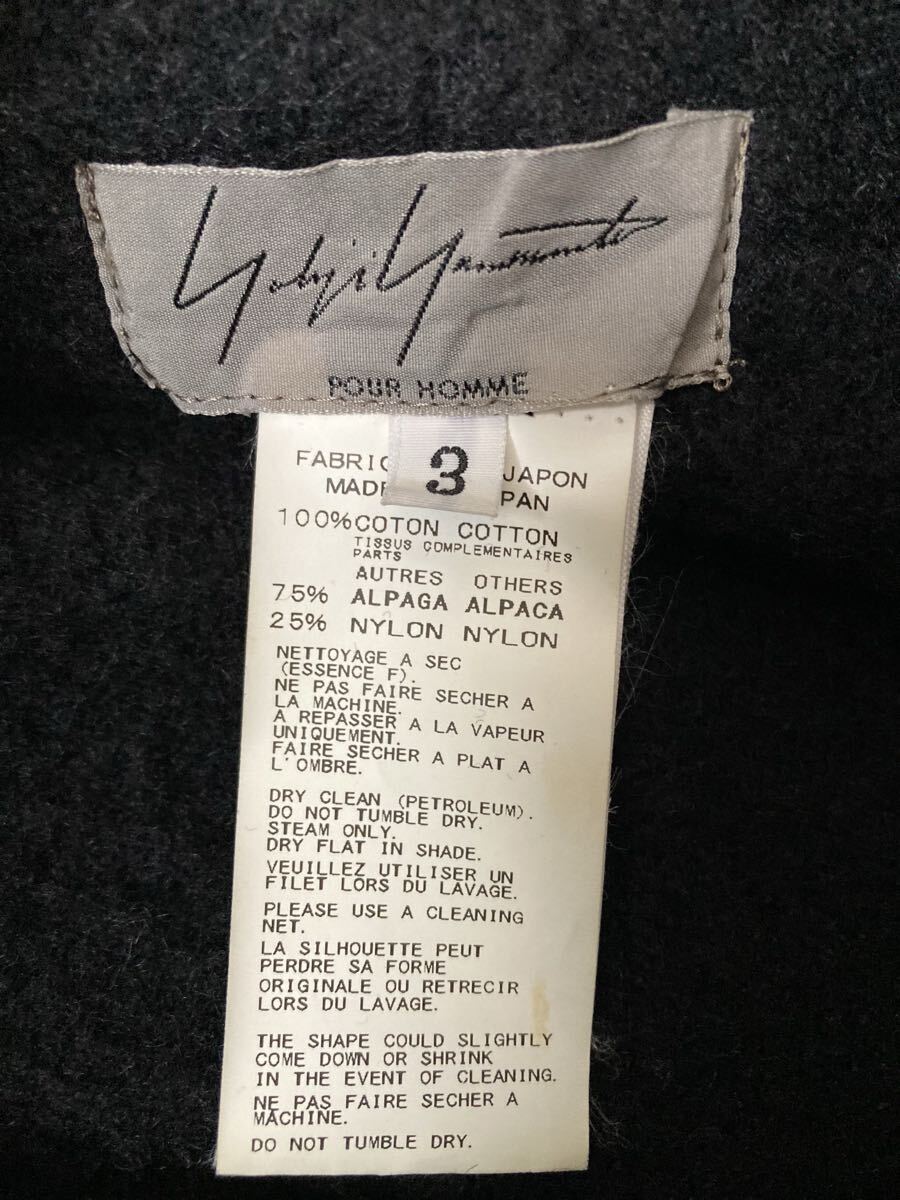 Yohji Yamamoto
POUR HOMME
3
FABRIC JAPON
MADE PAN
100% COTON COTTON
TISSUS COMPLEMENTAIRES
PARTS
AUTRES OTHERS
75% ALPAGA ALPACA
25% NYLON NYLON
NETTOYAGE A SEC
(ESSENCE F).
NE PAS FAIRE SECHER A
LA MACHINE.
A REPASSER A LA VAPEUR
UNIQUEMENT.
FAIRE SECHER A PLAT A
L'OMBRE.
DRY CLEAN (PETROLEUM).
DO NOT TUMBLE DRY.
STEAM ONLY.
DRY FLAT IN SHADE.
VEUILLEZ UTILISER UN
FILET LORS DU LAVAGE.
PLEASE USE A CLEANING
NET.
LA SILHOUETTE PEUT
PERDRE SA FORME
ORIGINALE OU RETRECIR
LORS DU LAVAGE.
THE SHAPE COULD SLIGHTLY
COME DOWN OR SHRINK
IN THE EVENT OF CLEANING.
NE PAS FAIRE SECHER A
MACHINE.
DO NOT TUMBLE DRY.